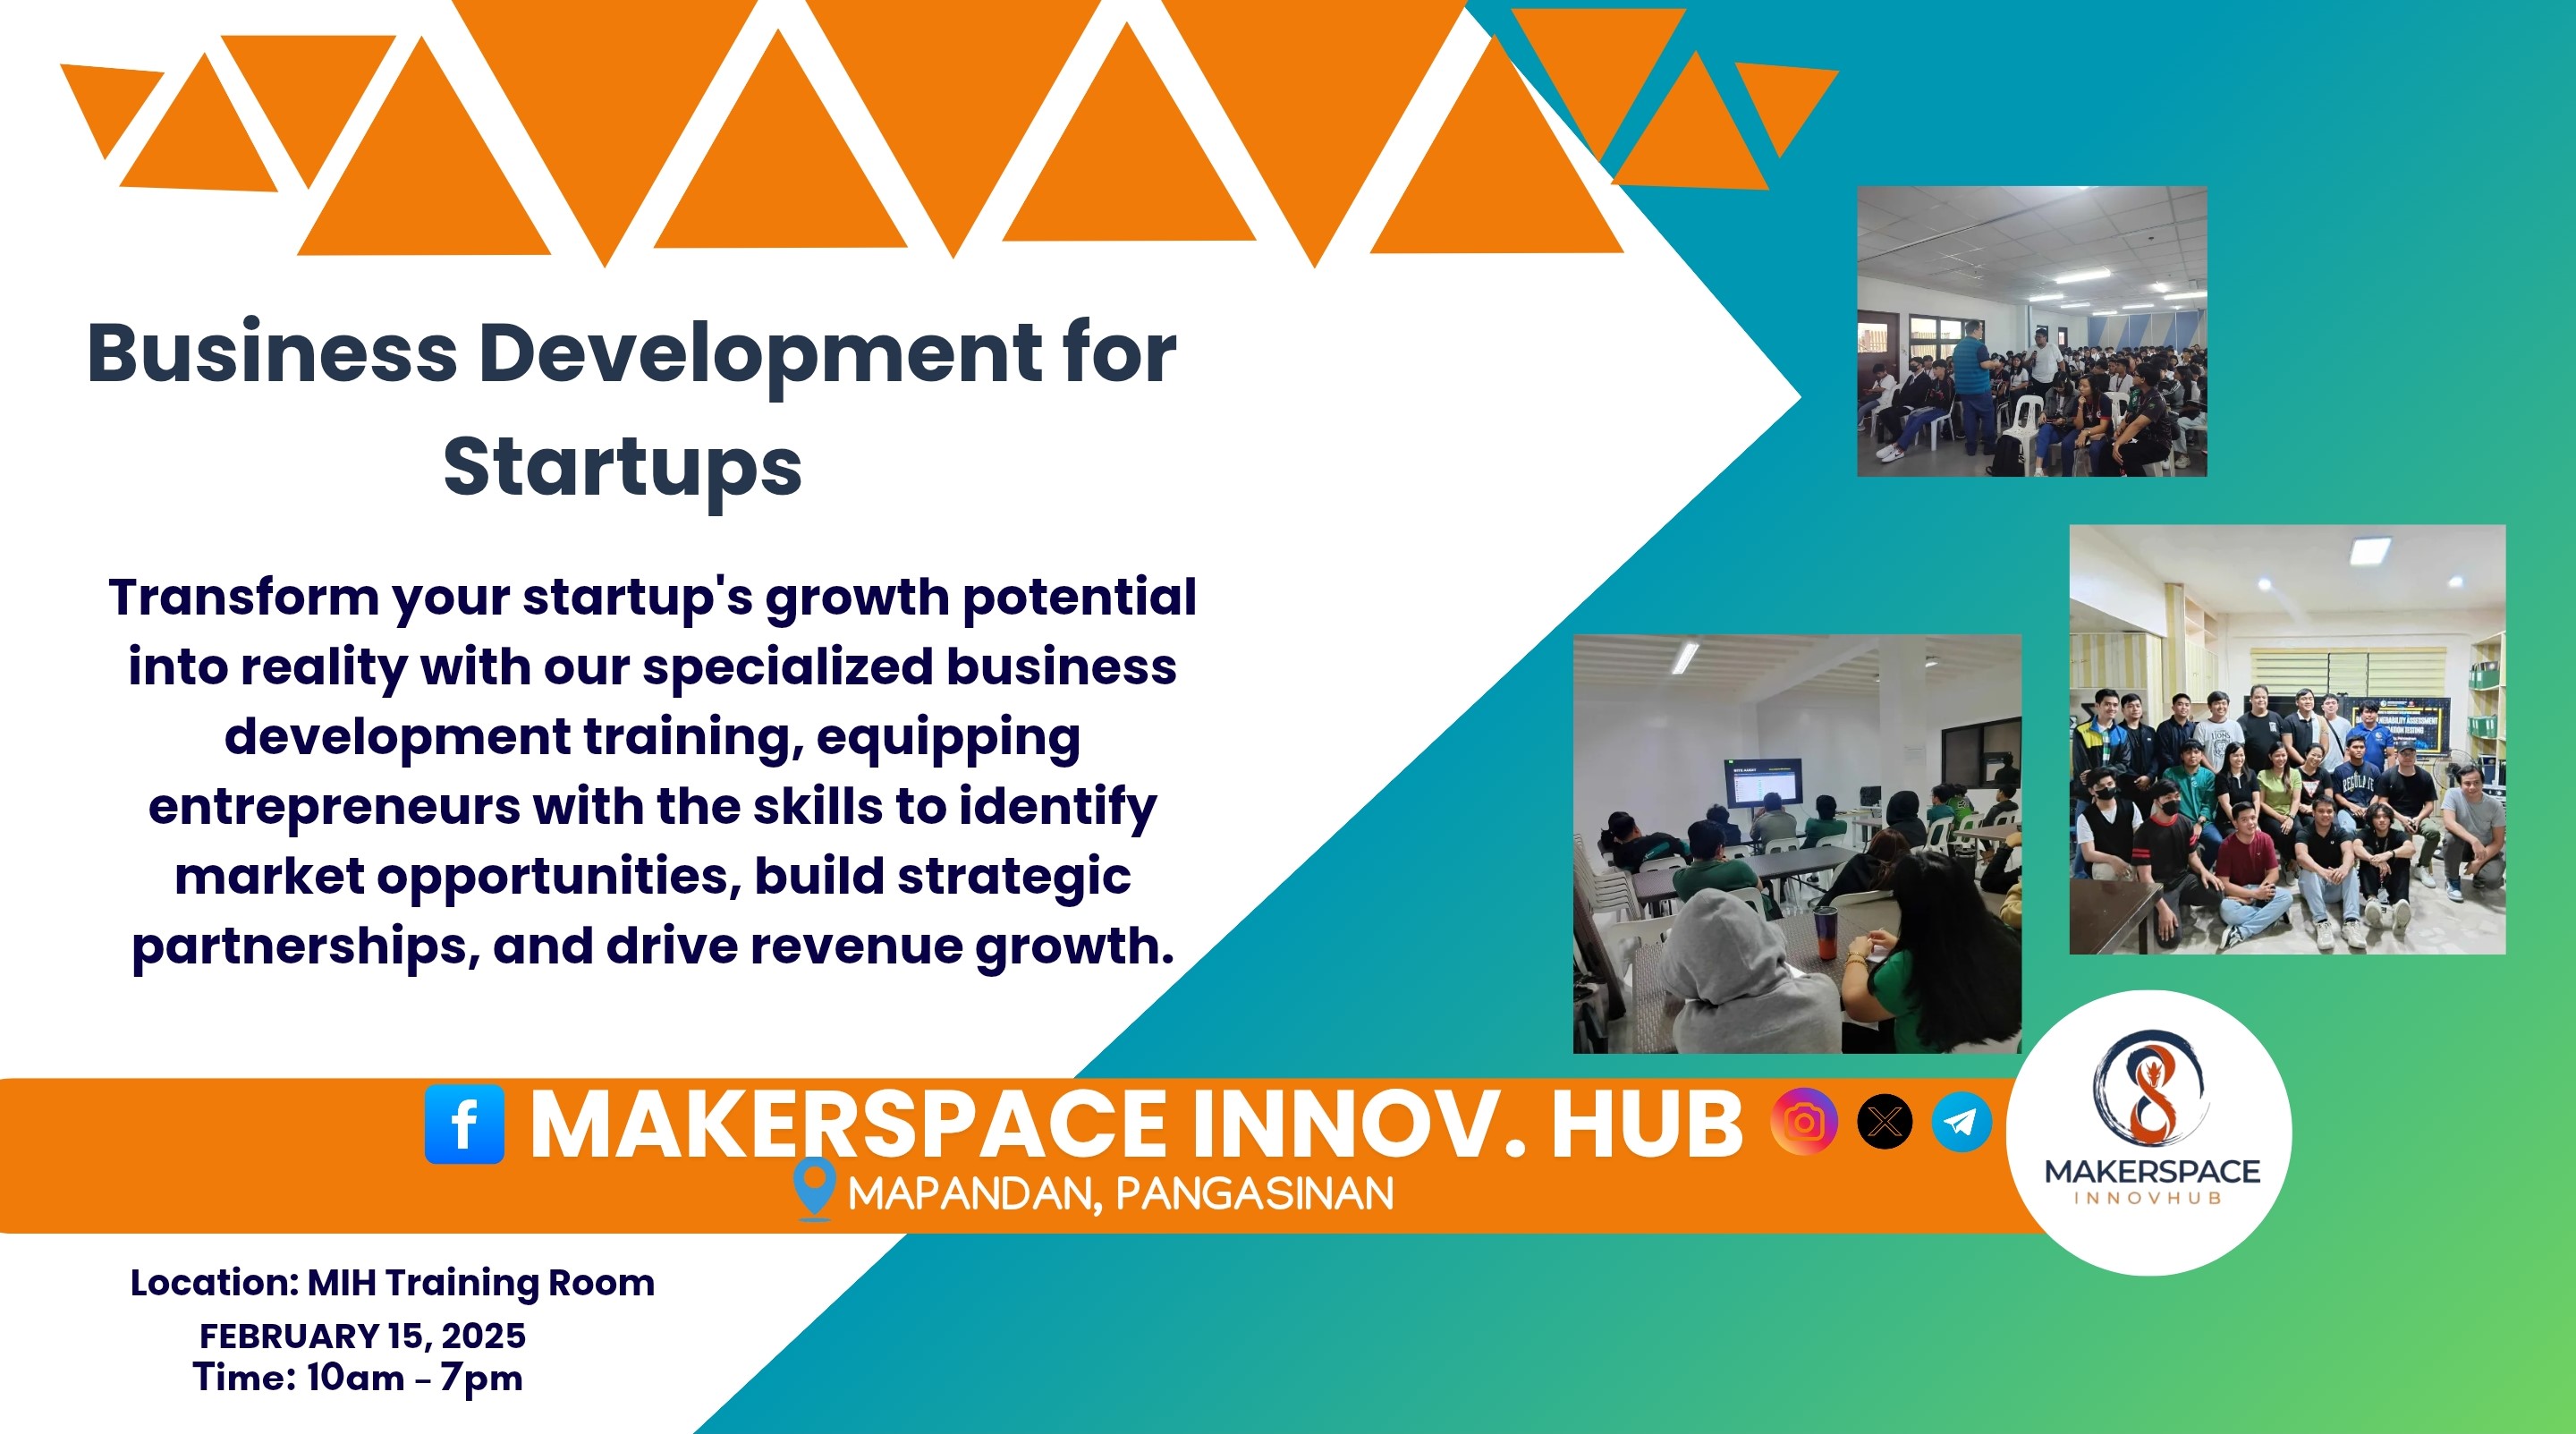 Business Development for
Startups
Transform your startup's growth potential
into reality with our specialized business
development training, equipping
entrepreneurs with the skills to identify
market opportunities, build strategic
partnerships, and drive revenue growth.
MAKERSPACE INNOV. HUB
MAPANDAN, PANGASINAN
MAKERSPACE
INNOVHUB
Location: MIH Training Room
FEBRUARY 15, 2025
Time: 10am - 7pm